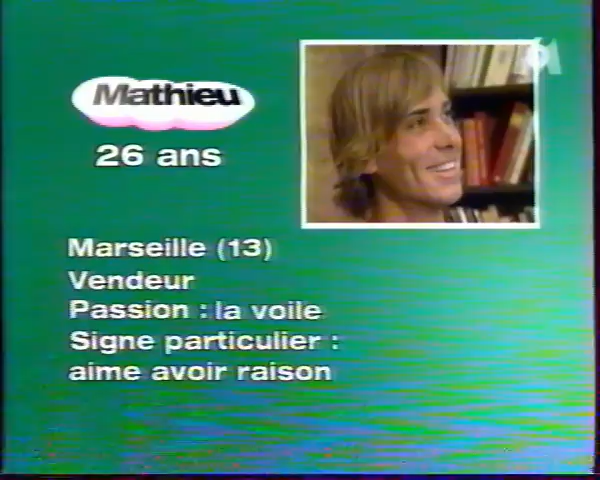 Mathieu
26 ans
Marseille (13)
Vendeur
Passion : la voile
Signe particulier :
aime avoir raison